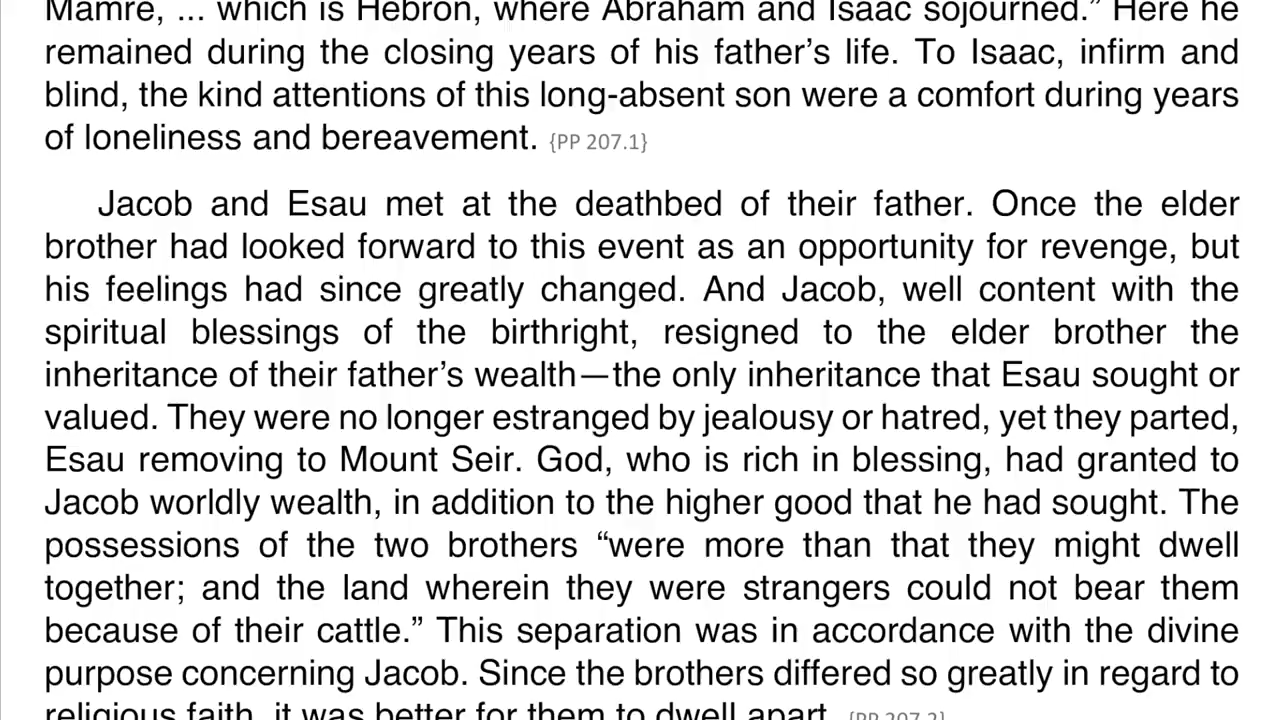 Mamre, ... which is Hebron, where Abraham and Isaac sojourned.” Here he
remained during the closing years of his father’s life. To Isaac, infirm and
blind, the kind attentions of this long-absent son were a comfort during years
of loneliness and bereavement. {PP 207.1}
Jacob and Esau met at the deathbed of their father. Once the elder
brother had looked forward to this event as an opportunity for revenge, but
his feelings had since greatly changed. And Jacob, well content with the
spiritual blessings of the birthright, resigned to the elder brother the
inheritance of their father’s wealth—the only inheritance that Esau sought or
valued. They were no longer estranged by jealousy or hatred, yet they parted,
Esau removing to Mount Seir. God, who is rich in blessing, had granted to
Jacob worldly wealth, in addition to the higher good that he had sought. The
possessions of the two brothers “were more than that they might dwell
together; and the land wherein they were strangers could not bear them
because of their cattle.” This separation was in accordance with the divine
purpose concerning Jacob. Since the brothers differed so greatly in regard to
religious faith, it was better for them to dwell apart. {PP 207.2}